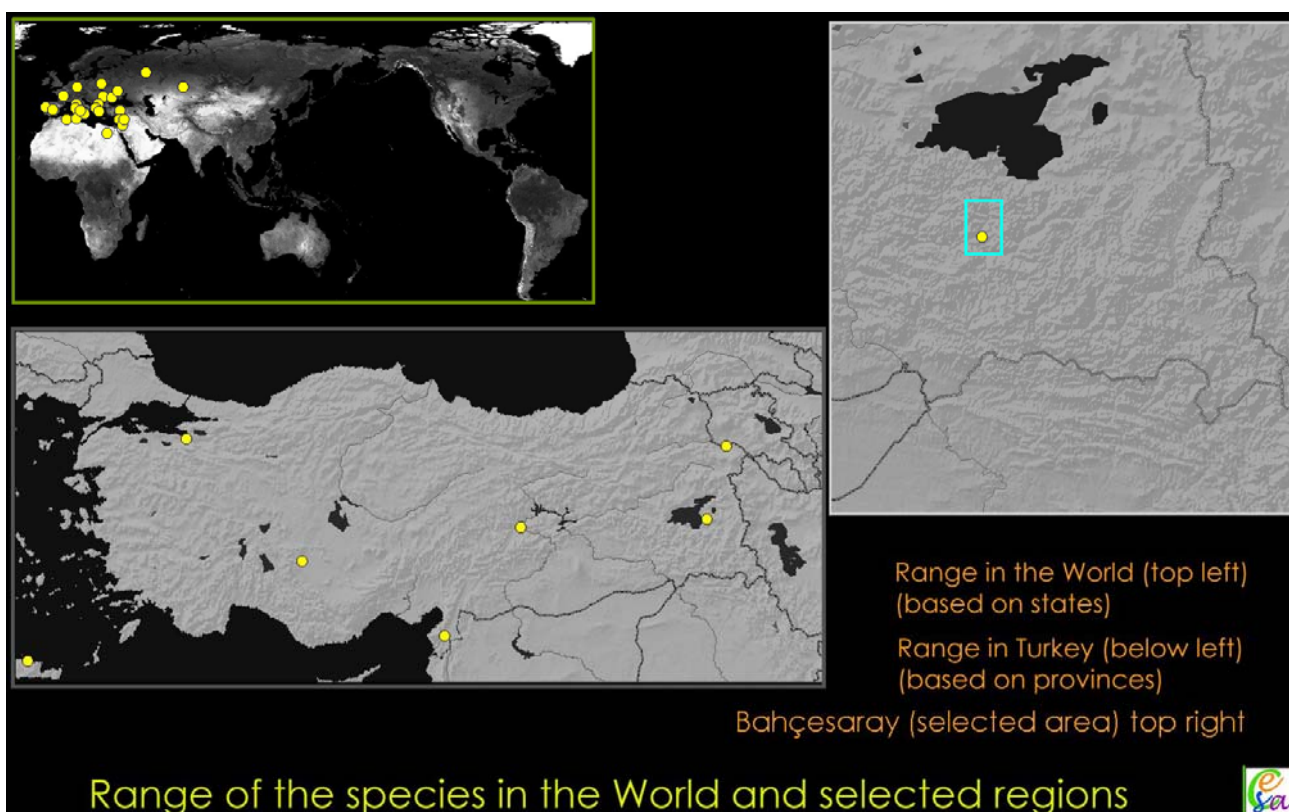 Range in the World (top left)
(based on states)
Range in Turkey (below left)
(based on provinces)
Bahçesaray (selected area) top right
Range of the species in the World and selected regions
esa